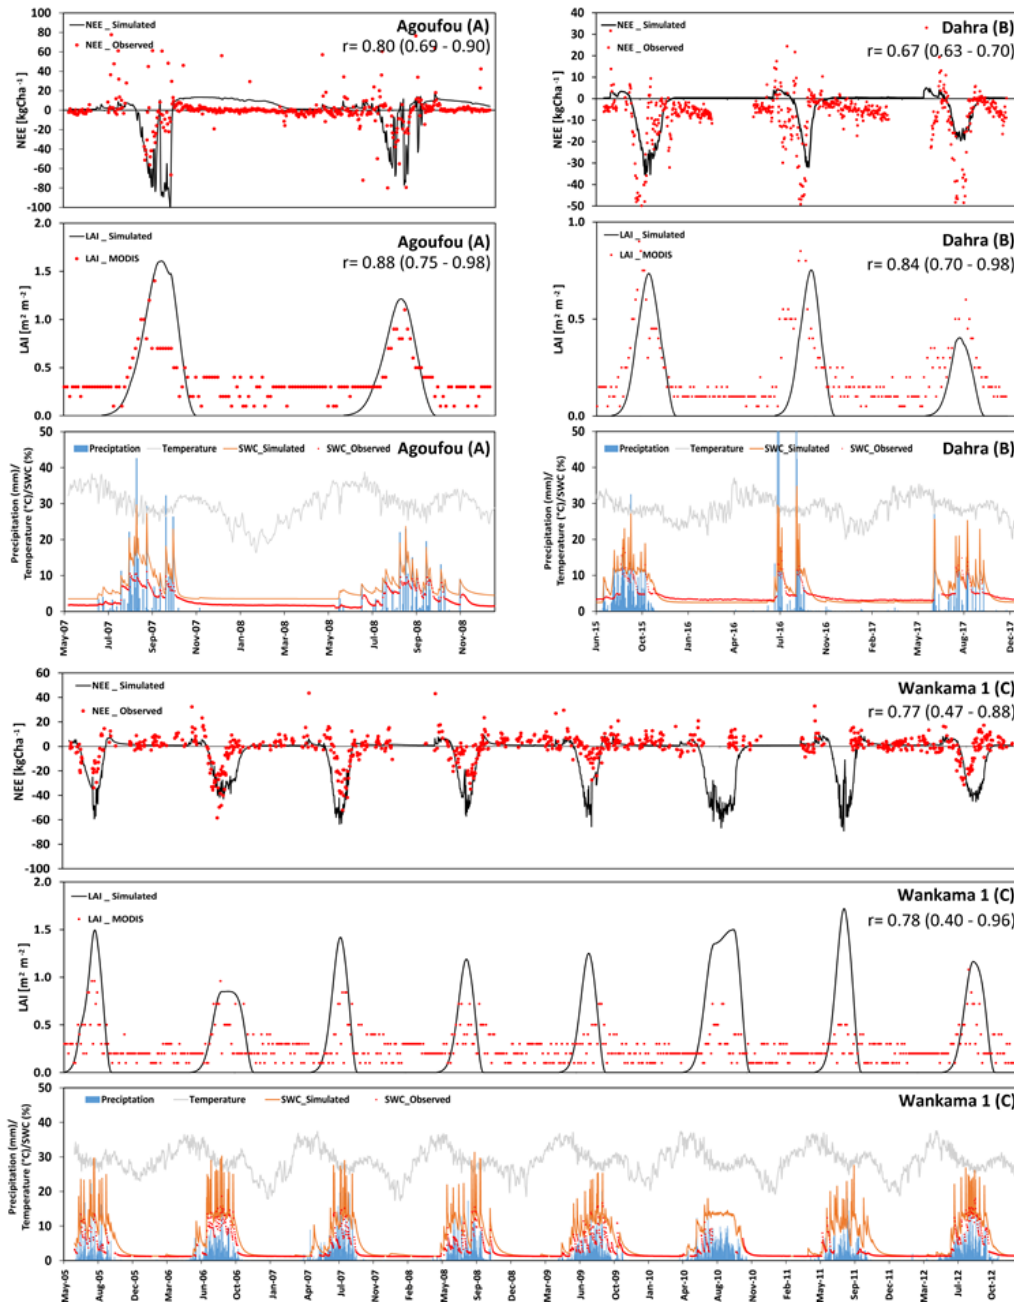 NEE _ Simulated
NEE _ Observed
Agoufou (A)
r= 0.80 (0.69 - 0.90)
NEE [kgCha⁻¹]
100
80
60
40
20
0
-20
-40
-60
-80
-100
NEE _ Simulated
NEE _ Observed
Dahra (B)
r= 0.67 (0.63 - 0.70)
NEE [kgCha⁻¹]
40
30
20
10
0
-10
-20
-30
-40
-50
LAI _ Simulated
LAI _ MODIS
Agoufou (A)
r= 0.88 (0.75 - 0.98)
LAI [m² m⁻²]
2.0
1.5
1.0
0.5
0.0
LAI _ Simulated
LAI _ MODIS
Dahra (B)
r= 0.84 (0.70 - 0.98)
LAI [m² m⁻²]
1.0
0.5
0.0
Precipitation Temperature SWC_Simulated SWC_Observed
Agoufou (A)
Precipitation (mm)/
Temperature (°C)/SWC (%)
50
40
30
20
10
0
May-07 Jul-07 Sep-07 Nov-07 Jan-08 Mar-08 Jun-08 Jul-08 Sep-08 Nov-08
Precipitation Temperature SWC_Simulated SWC_Observed
Dahra (B)
Precipitation (mm)/
Temperature (°C)/SWC (%)
50
40
30
20
10
0
Jun-15 Oct-15 Jan-16 Apr-16 Jul-16 Nov-16 Feb-17 May-17 Aug-17 Dec-17
NEE _ Simulated
NEE _ Observed
Wankama 1 (C)
r= 0.77 (0.47 - 0.88)
NEE [kgCha⁻¹]
60
40
20
0
-20
-40
-60
-80
-100
LAI _ Simulated
LAI _ MODIS
Wankama 1 (C)
r= 0.78 (0.40 - 0.96)
LAI [m² m⁻²]
2.0
1.5
1.0
0.5
0.0
Precipitation Temperature SWC_Simulated SWC_Observed
Wankama 1 (C)
Precipitation (mm)/
Temperature (°C)/SWC (%)
50
40
30
20
10
0
May-05 Aug-05 Dec-05 Mar-06 Jun-06 Oct-06 Jan-07 Apr-07 Jul-07 Nov-07 Feb-08 May-08 Sep-08 Dec-08 Mar-09 Jun-09 Oct-09 Jan-10 Apr-10 Aug-10 Oct-10 Feb-11 May-11 Sep-11 Dec-11 Mar-12 Jul-12 Oct-12